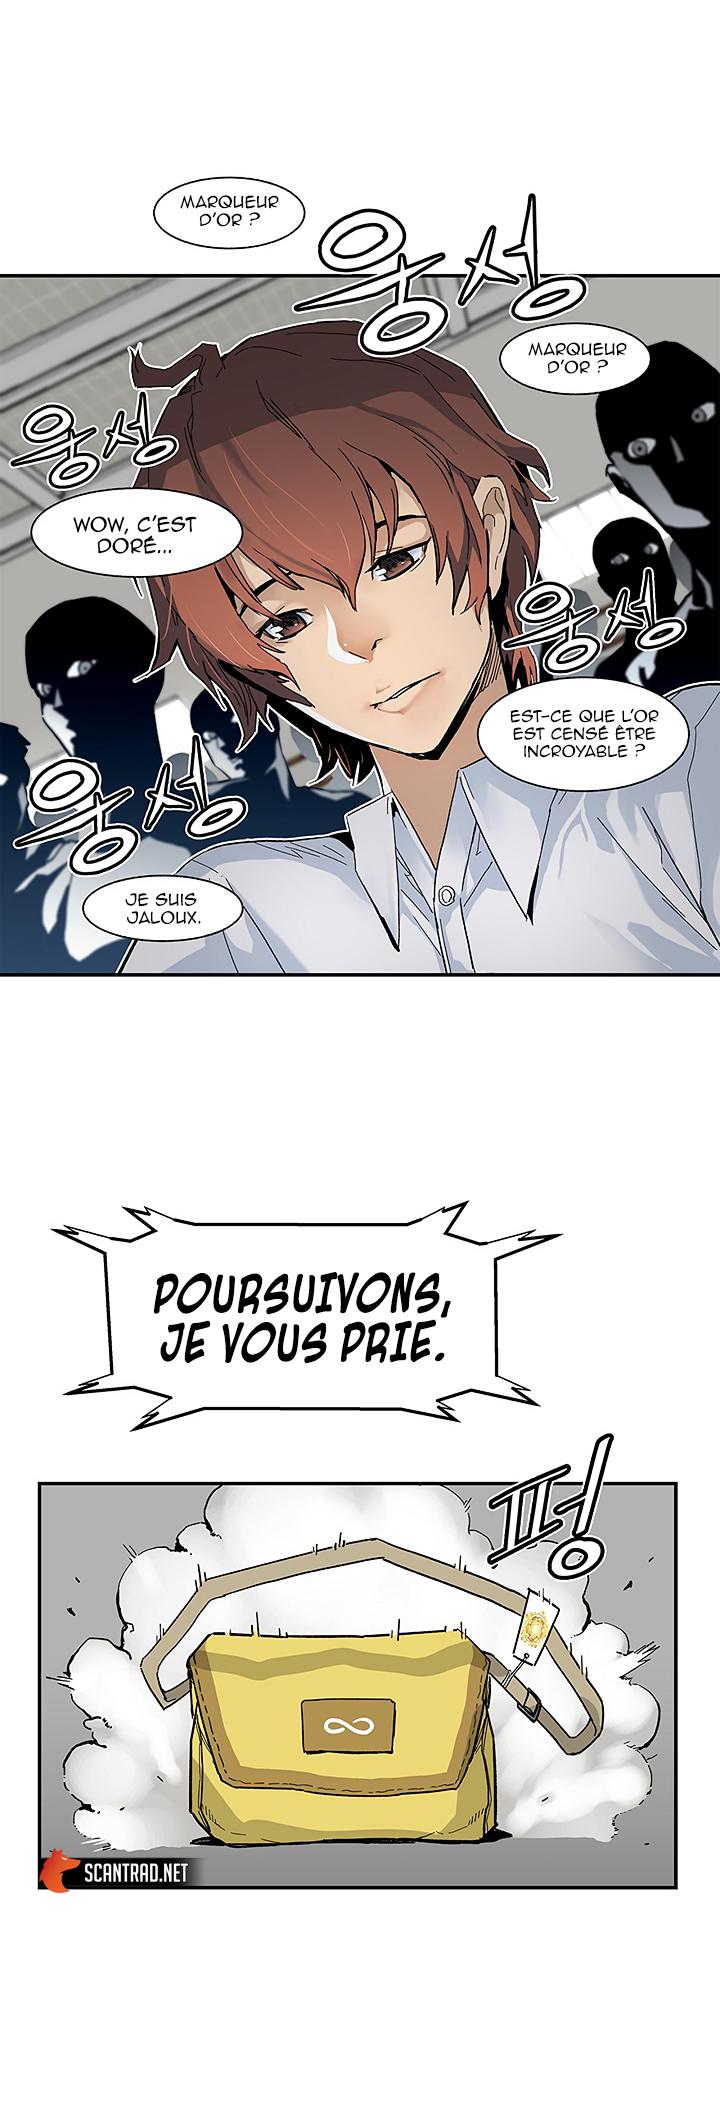 MARQUEUR
D'OR ?
웅성
MARQUEUR
D'OR ?
웅성
WOW, C'EST
DORÉ...
웅성
EST-CE QUE L'OR
EST CENSÉ ÊTRE
INCROYABLE ?
웅성
JE SUIS
JALOUX.
POURSUIVONS,
JE VOUS PRIE.
펑
SCANTRAD.NET